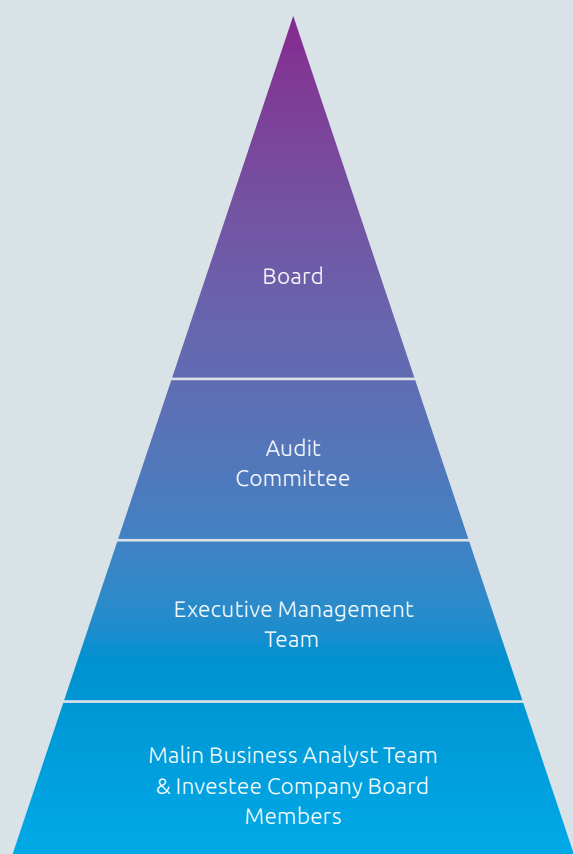 Board
Audit
Committee
Executive Management
Team
Malin Business Analyst Team
& Investee Company Board
Members